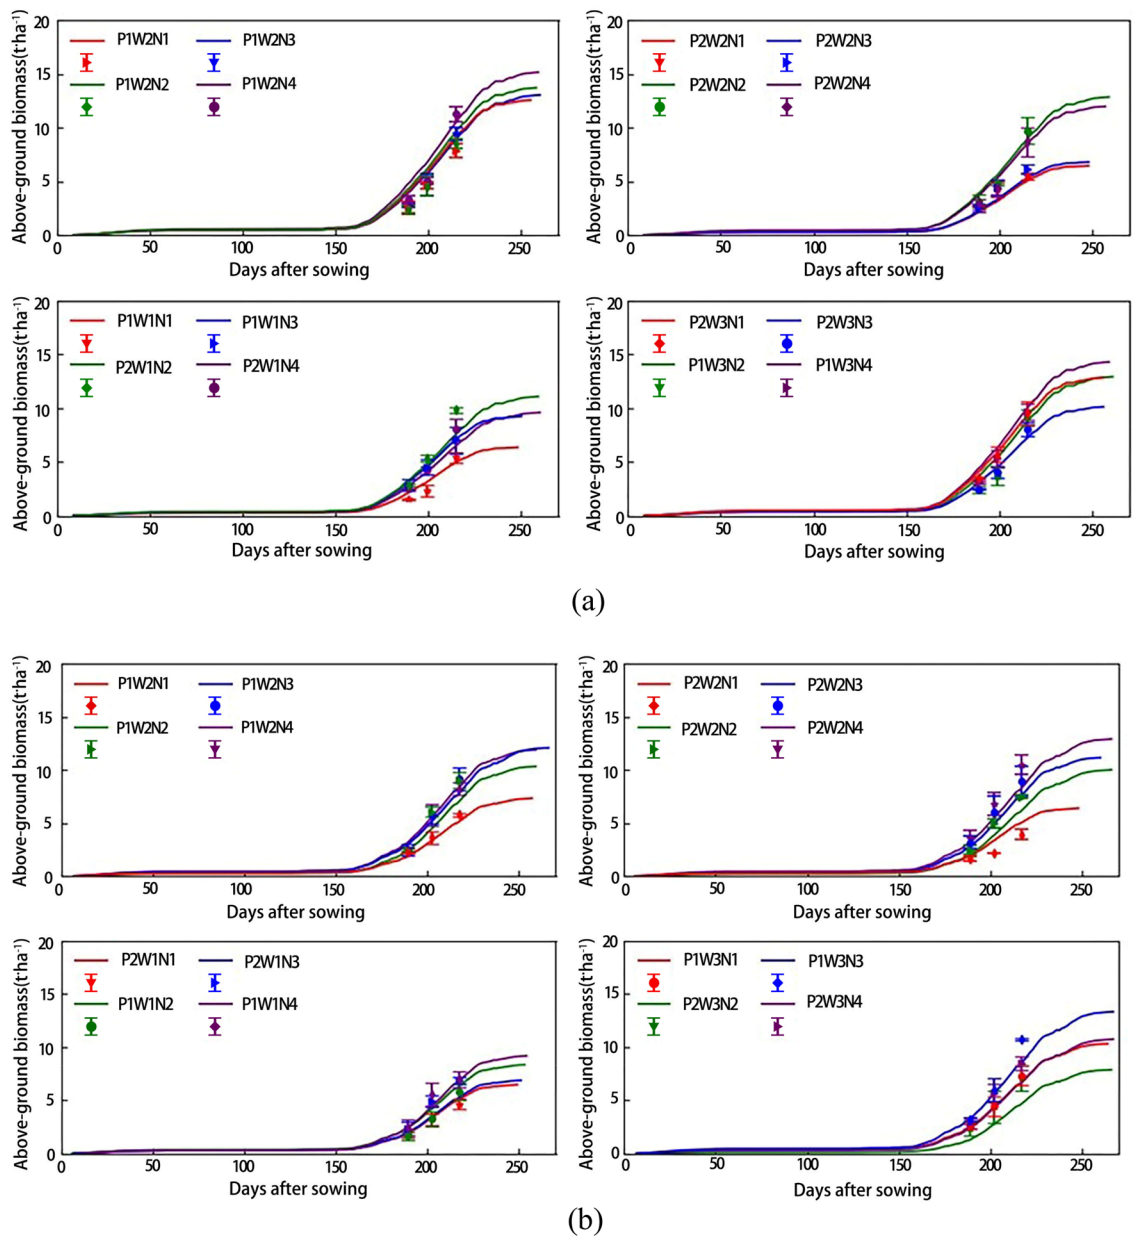 Above-ground biomass(t·ha⁻¹)
20
15
10
5
0
P1W2N1
P1W2N3
P1W2N2
P1W2N4
50
100
150
200
250
Days after sowing
Above-ground biomass(t·ha⁻¹)
20
15
10
5
0
P2W2N1
P2W2N3
P2W2N2
P2W2N4
50
100
150
200
250
Days after sowing
Above-ground biomass(t·ha⁻¹)
20
15
10
5
0
P1W1N1
P1W1N3
P2W1N2
P2W1N4
50
100
150
200
250
Days after sowing
Above-ground biomass(t·ha⁻¹)
20
15
10
5
0
P2W3N1
P2W3N3
P1W3N2
P1W3N4
50
100
150
200
250
Days after sowing
(a)
Above-ground biomass(t·ha⁻¹)
20
15
10
5
0
P1W2N1
P1W2N3
P1W2N2
P1W2N4
0
50
100
150
200
250
Days after sowing
Above-ground biomass(t·ha⁻¹)
20
15
10
5
0
P2W2N1
P2W2N3
P2W2N2
P2W2N4
0
50
100
150
200
250
Days after sowing
Above-ground biomass(t·ha⁻¹)
20
15
10
5
0
P2W1N1
P2W1N3
P1W1N2
P1W1N4
0
50
100
150
200
250
Days after sowing
Above-ground biomass(t·ha⁻¹)
20
15
10
5
0
P1W3N1
P1W3N3
P2W3N2
P2W3N4
0
50
100
150
200
250
Days after sowing
(b)